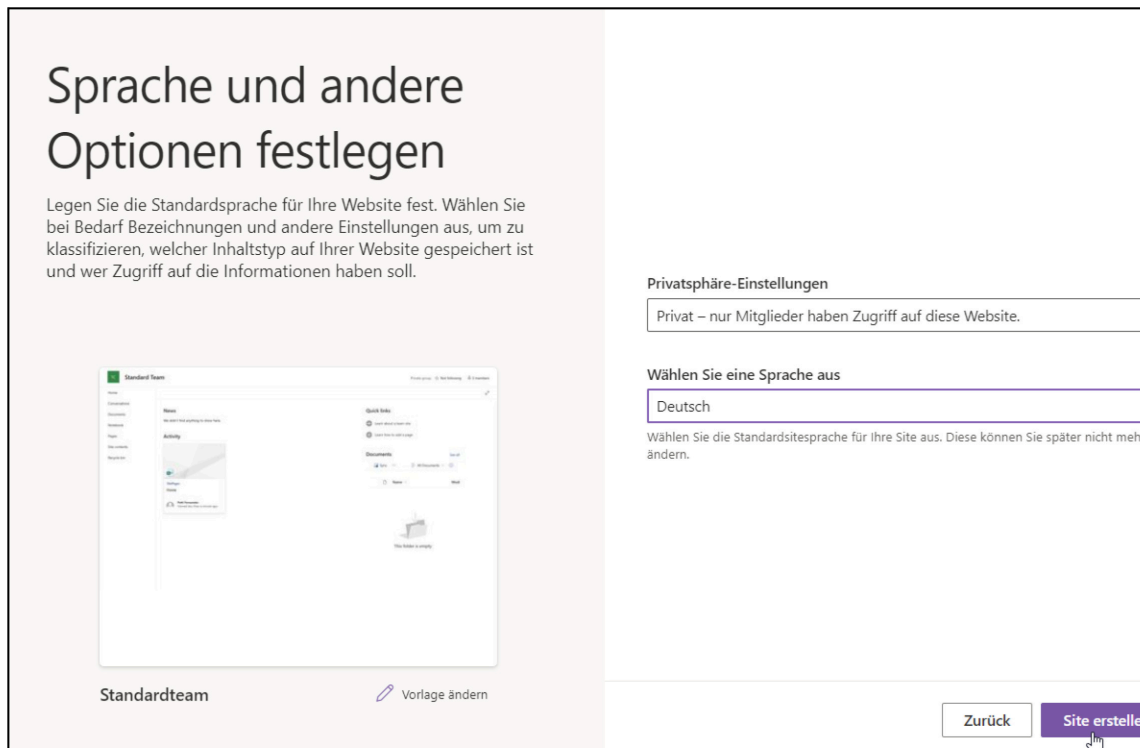 Sprache und andere
Optionen festlegen
Legen Sie die Standardsprache für Ihre Website fest. Wählen Sie
bei Bedarf Bezeichnungen und andere Einstellungen aus, um zu
klassifizieren, welcher Inhaltstyp auf Ihrer Website gespeichert ist
und wer Zugriff auf die Informationen haben soll.
Standard Team
News
Quick links
Activity
Documents
This folder is empty
Standardteam
Vorlage ändern
Privatsphäre-Einstellungen
Privat – nur Mitglieder haben Zugriff auf diese Website.
Wählen Sie eine Sprache aus
Deutsch
Wählen Sie die Standardsitesprache für Ihre Site aus. Diese können Sie später nicht meh
ändern.
Zurück
Site erstelle